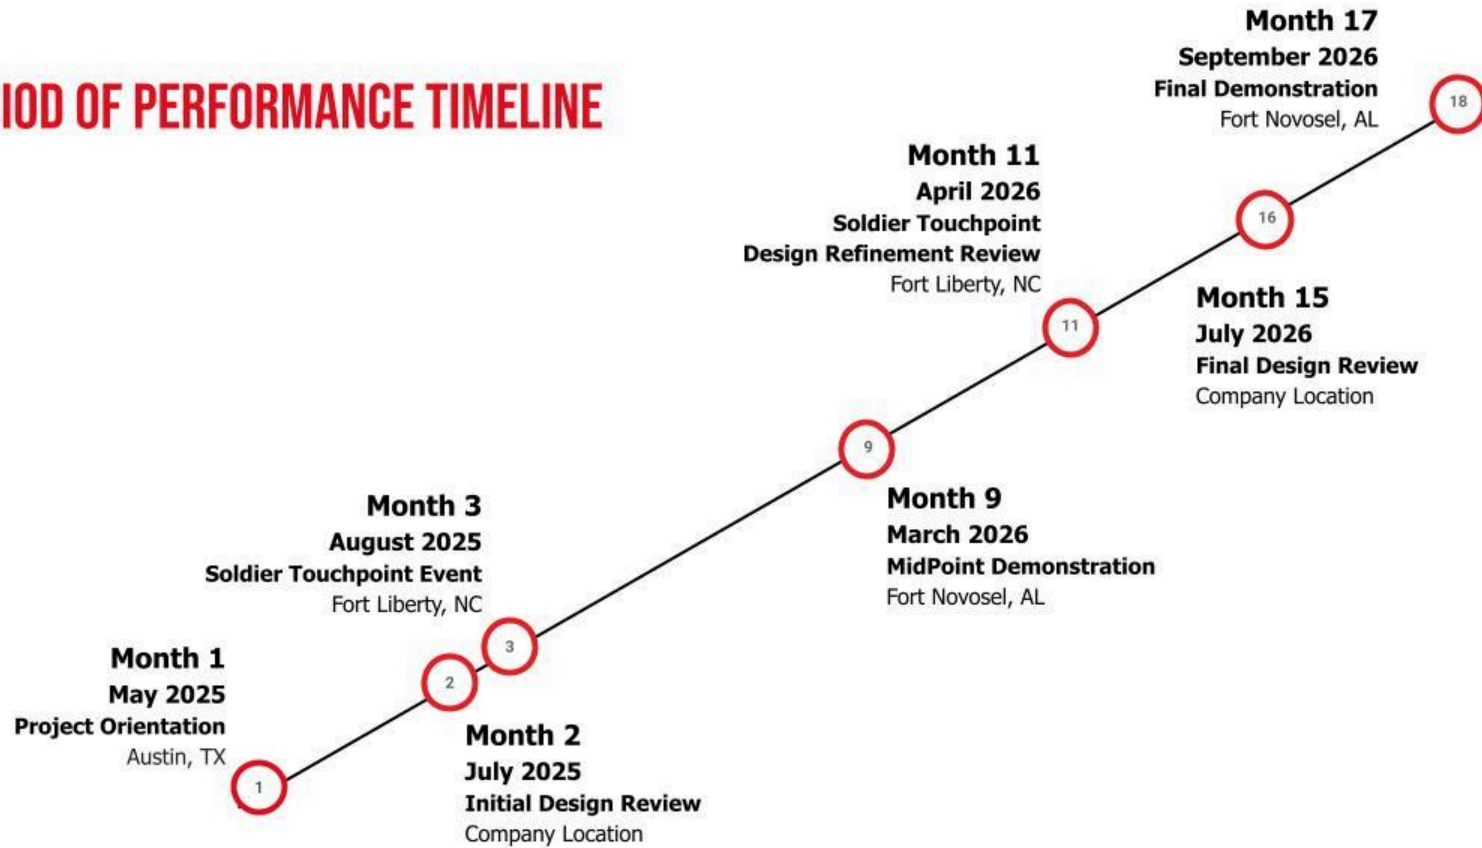 IOD OF PERFORMANCE TIMELINE
Month 17
September 2026
Final Demonstration
Fort Novosel, AL
18
Month 11
April 2026
Soldier Touchpoint
Design Refinement Review
Fort Liberty, NC
16
11
Month 15
July 2026
Final Design Review
Company Location
9
Month 9
March 2026
MidPoint Demonstration
Fort Novosel, AL
Month 3
August 2025
Soldier Touchpoint Event
Fort Liberty, NC
3
2
Month 1
May 2025
Project Orientation
Austin, TX
1
Month 2
July 2025
Initial Design Review
Company Location